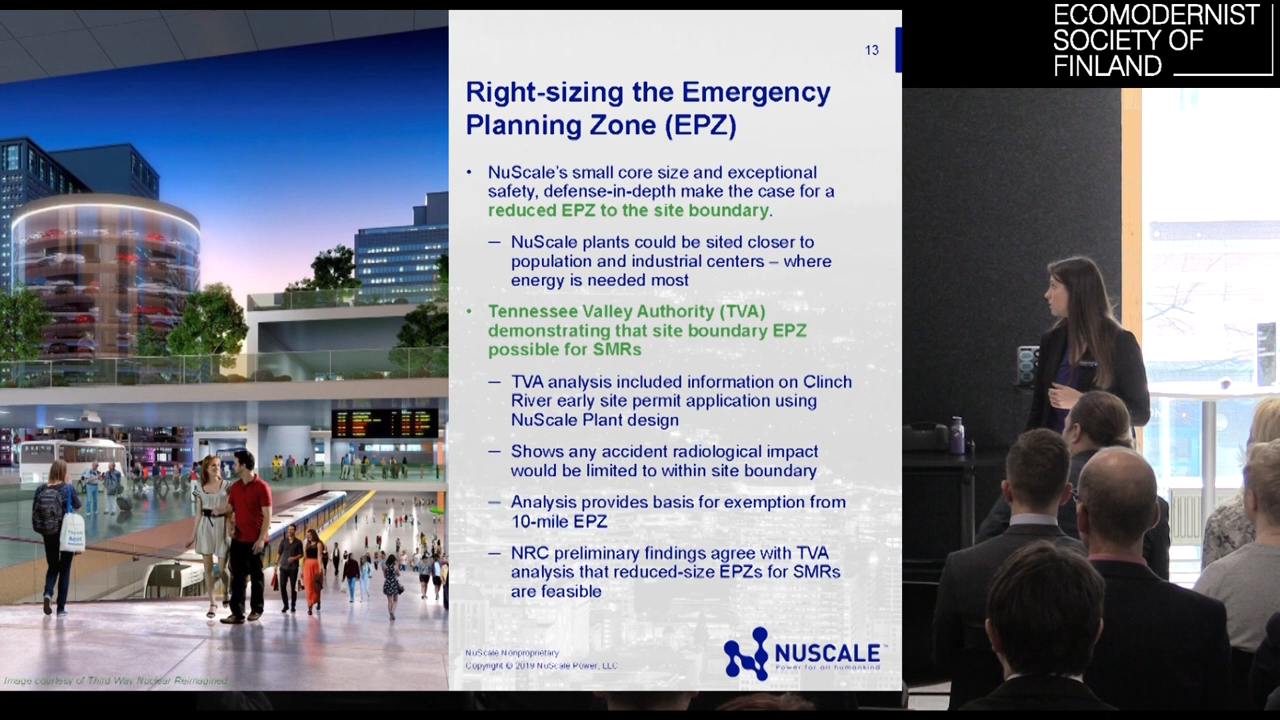 ECOMODERNIST
SOCIETY OF
FINLAND
13
Right-sizing the Emergency
Planning Zone (EPZ)
• NuScale's small core size and exceptional
safety, defense-in-depth make the case for a
reduced EPZ to the site boundary.
– NuScale plants could be sited closer to
population and industrial centers – where
energy is needed most
• Tennessee Valley Authority (TVA)
demonstrating that site boundary EPZ
possible for SMRs
– TVA analysis included information on Clinch
River early site permit application using
NuScale Plant design
– Shows any accident radiological impact
would be limited to within site boundary
– Analysis provides basis for exemption from
10-mile EPZ
– NRC preliminary findings agree with TVA
analysis that reduced-size EPZs for SMRs
are feasible
NuScale Nonproprietary
Copyright © 2019 NuScale Power, LLC
NUSCALE™
Power for all humankind
Image courtesy of Third Way Nuclear Reimagined